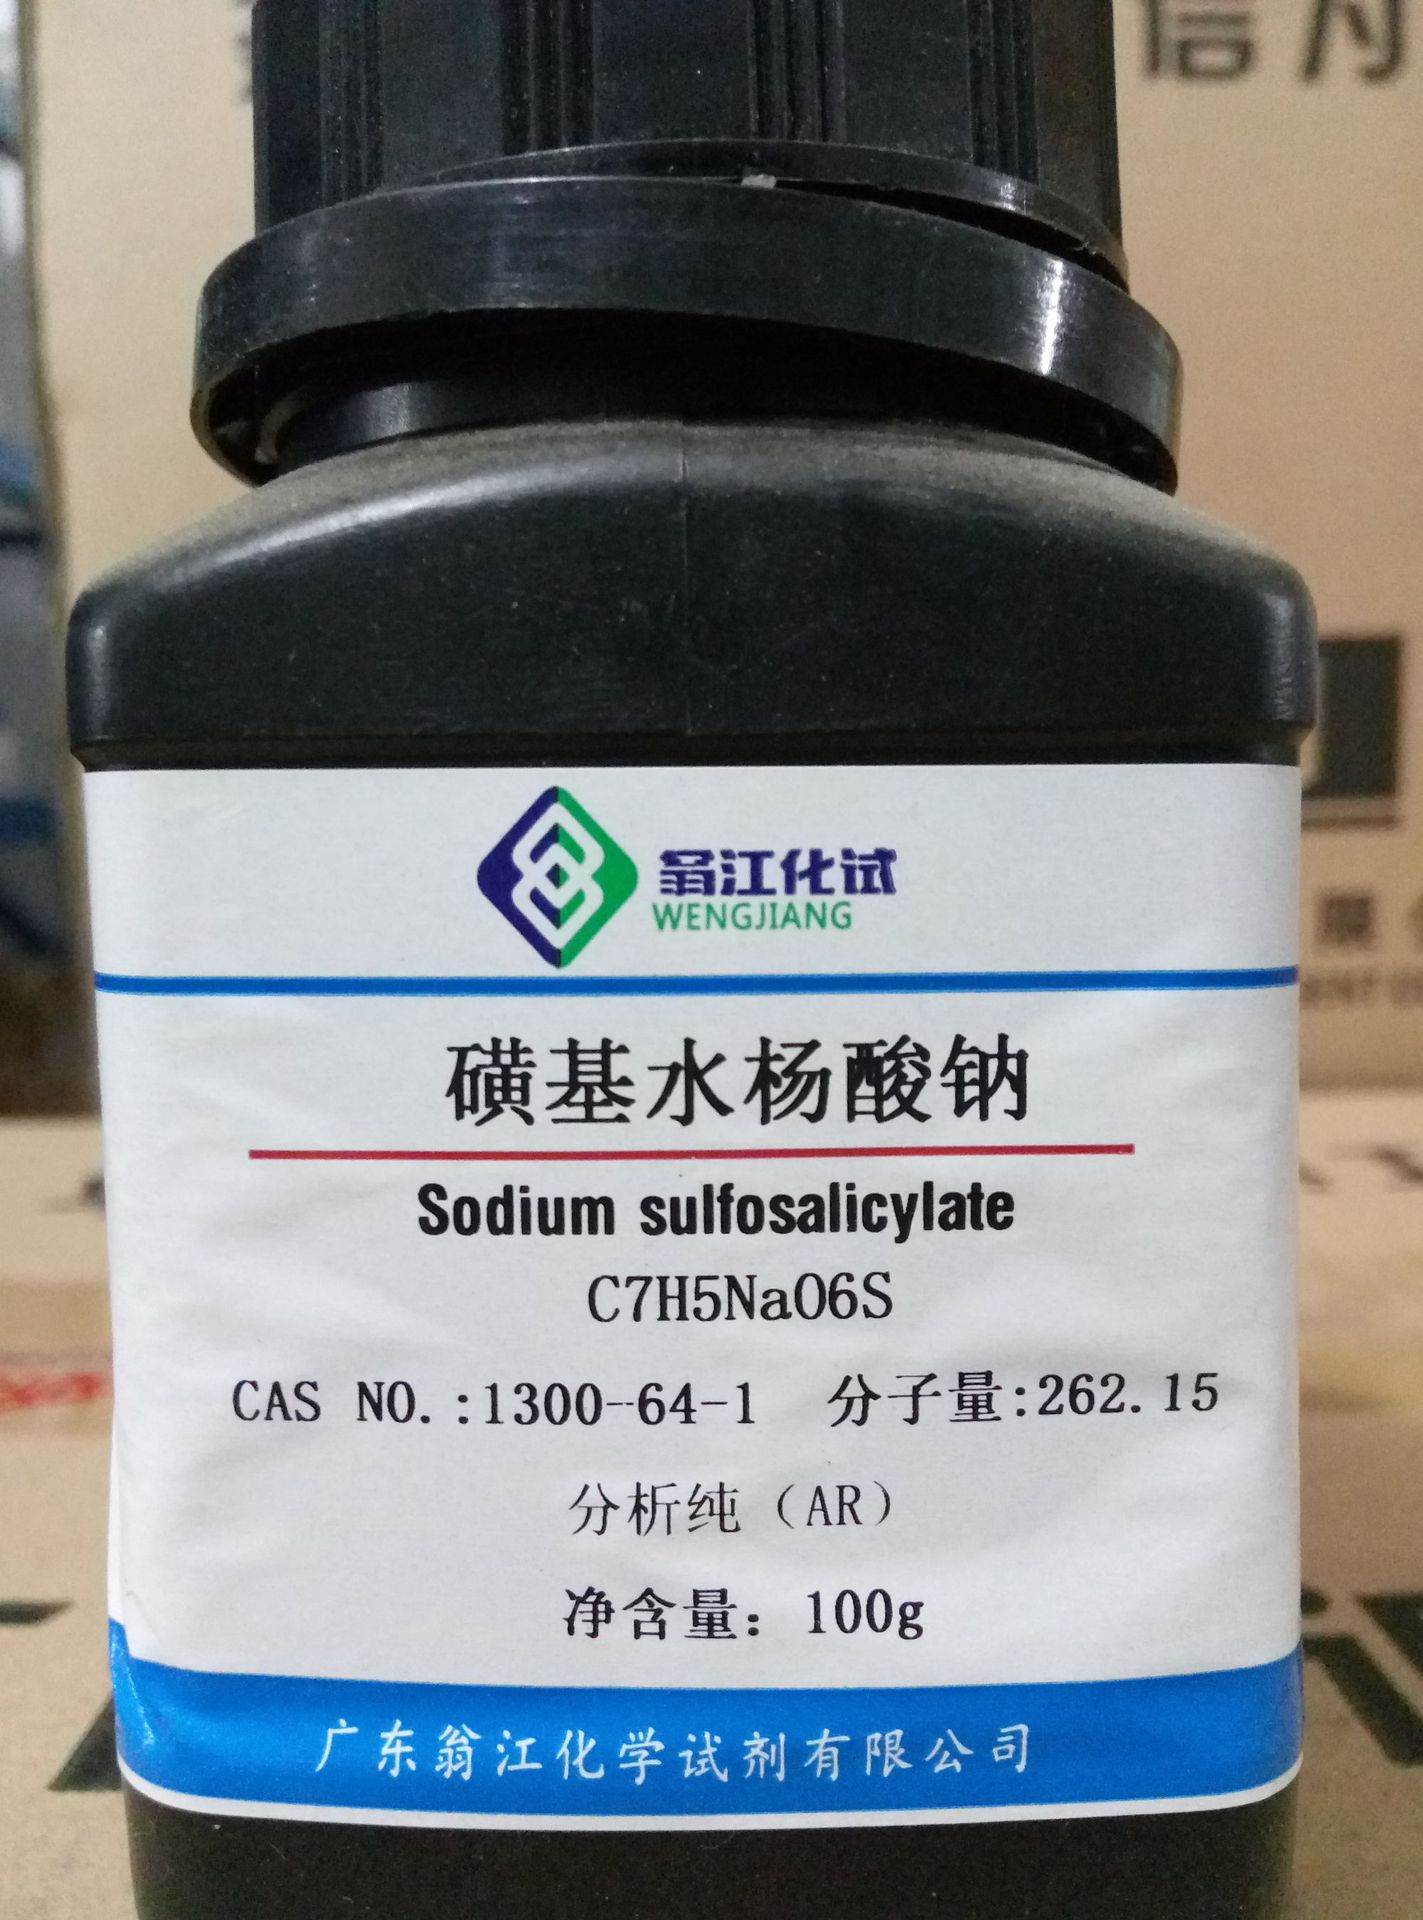 信为
翁江化试
WENGJIANG
磺基水杨酸钠
Sodium sulfosalicylate
C7H5NaO6S
CAS NO.:1300-64-1 分子量:262.15
分析纯（AR）
净含量：100g
广东翁江化学试剂有限公司